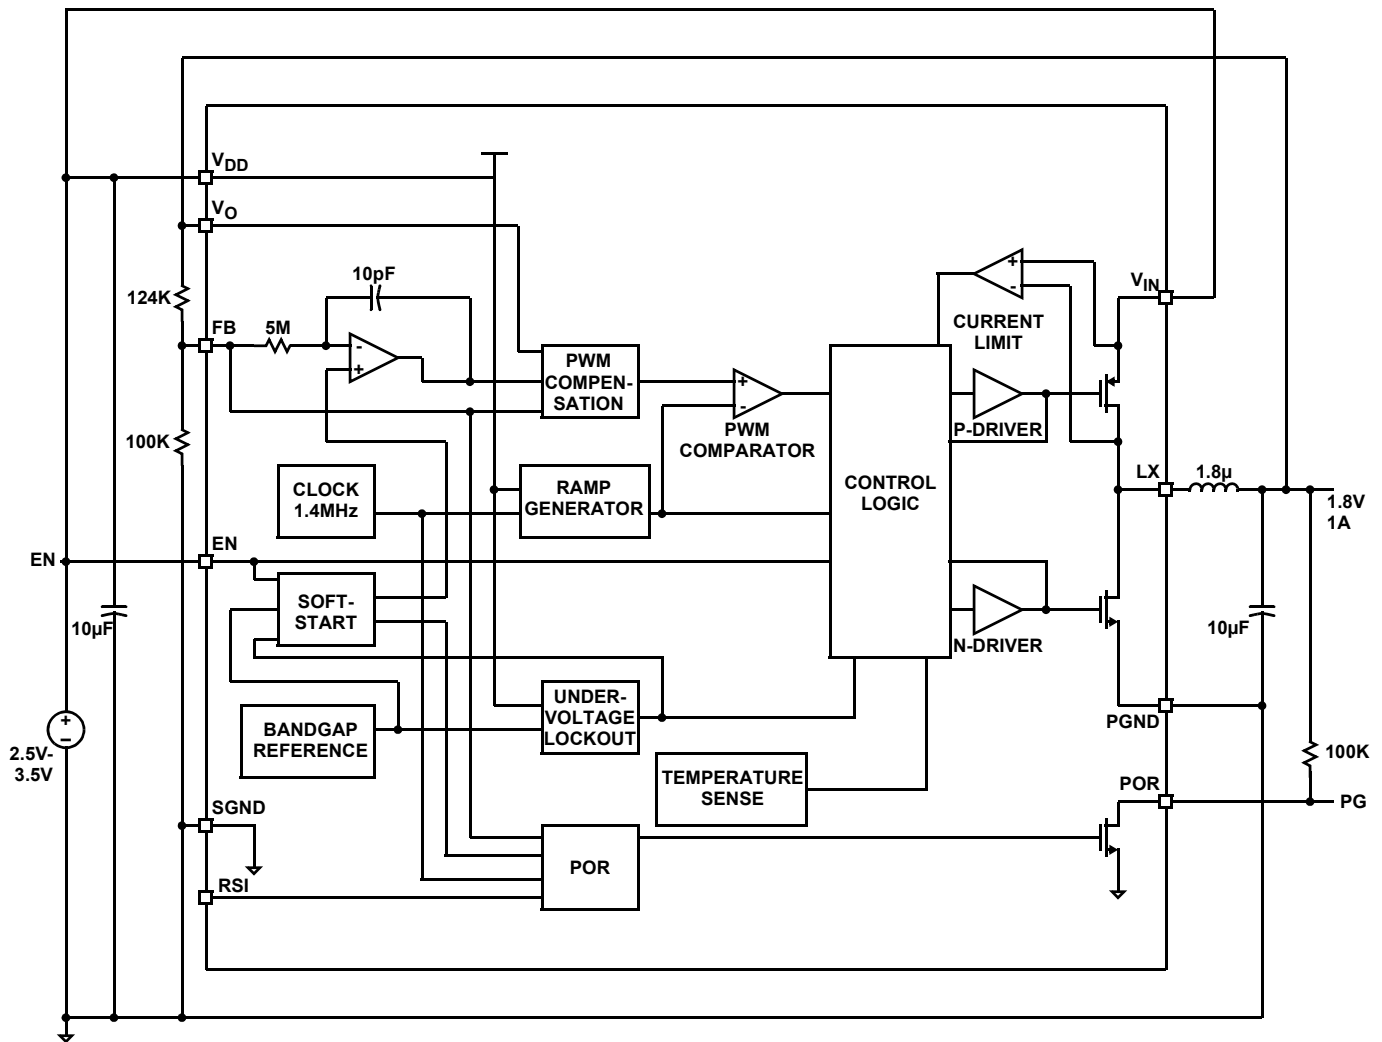 VDD
VO
10pF
124K
FB
5M
-
+
PWM
COMPEN-
SATION
+
-
PWM
COMPARATOR
+
-
CURRENT
LIMIT
VIN
P-DRIVER
100K
CLOCK
1.4MHz
RAMP
GENERATOR
CONTROL
LOGIC
LX
1.8µ
1.8V
1A
EN
EN
SOFT-
START
10µF
N-DRIVER
10µF
+
-
2.5V-
3.5V
BANDGAP
REFERENCE
UNDER-
VOLTAGE
LOCKOUT
PGND
100K
TEMPERATURE
SENSE
POR
PG
SGND
RSI
POR